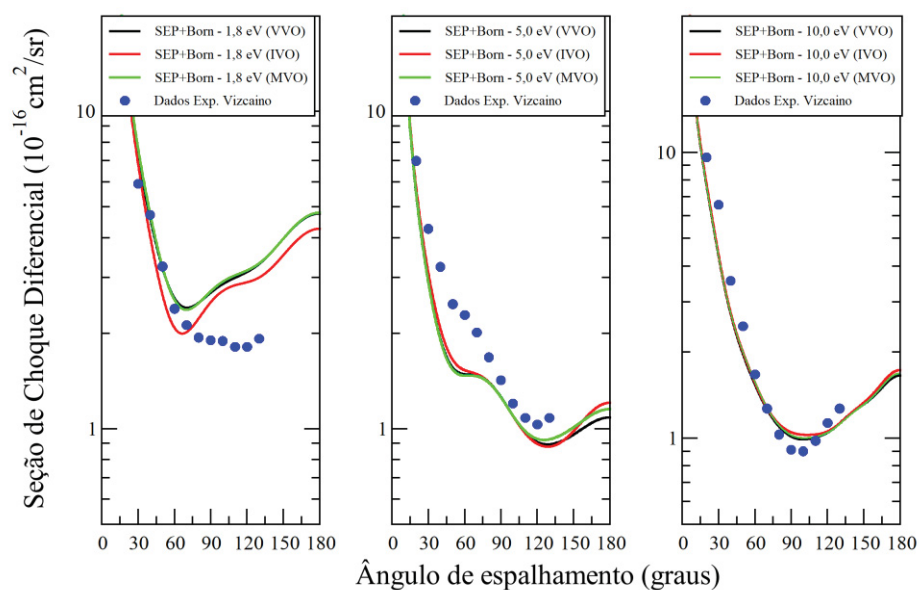 SEP+Born - 1,8 eV (VVO)
SEP+Born - 1,8 eV (IVO)
SEP+Born - 1,8 eV (MVO)
Dados Exp. Vizcaino
SEP+Born - 5,0 eV (VVO)
SEP+Born - 5,0 eV (IVO)
SEP+Born - 5,0 eV (MVO)
Dados Exp. Vizcaino
SEP+Born - 10,0 eV (VVO)
SEP+Born - 10,0 eV (IVO)
SEP+Born - 10,0 eV (MVO)
Dados Exp. Vizcaino
Seção de Choque Diferencial (10⁻¹⁶ cm²/sr)
10
1
10
1
10
1
0 30 60 90 120 150 180
0 30 60 90 120 150 180
0 30 60 90 120 150 180
Ângulo de espalhamento (graus)